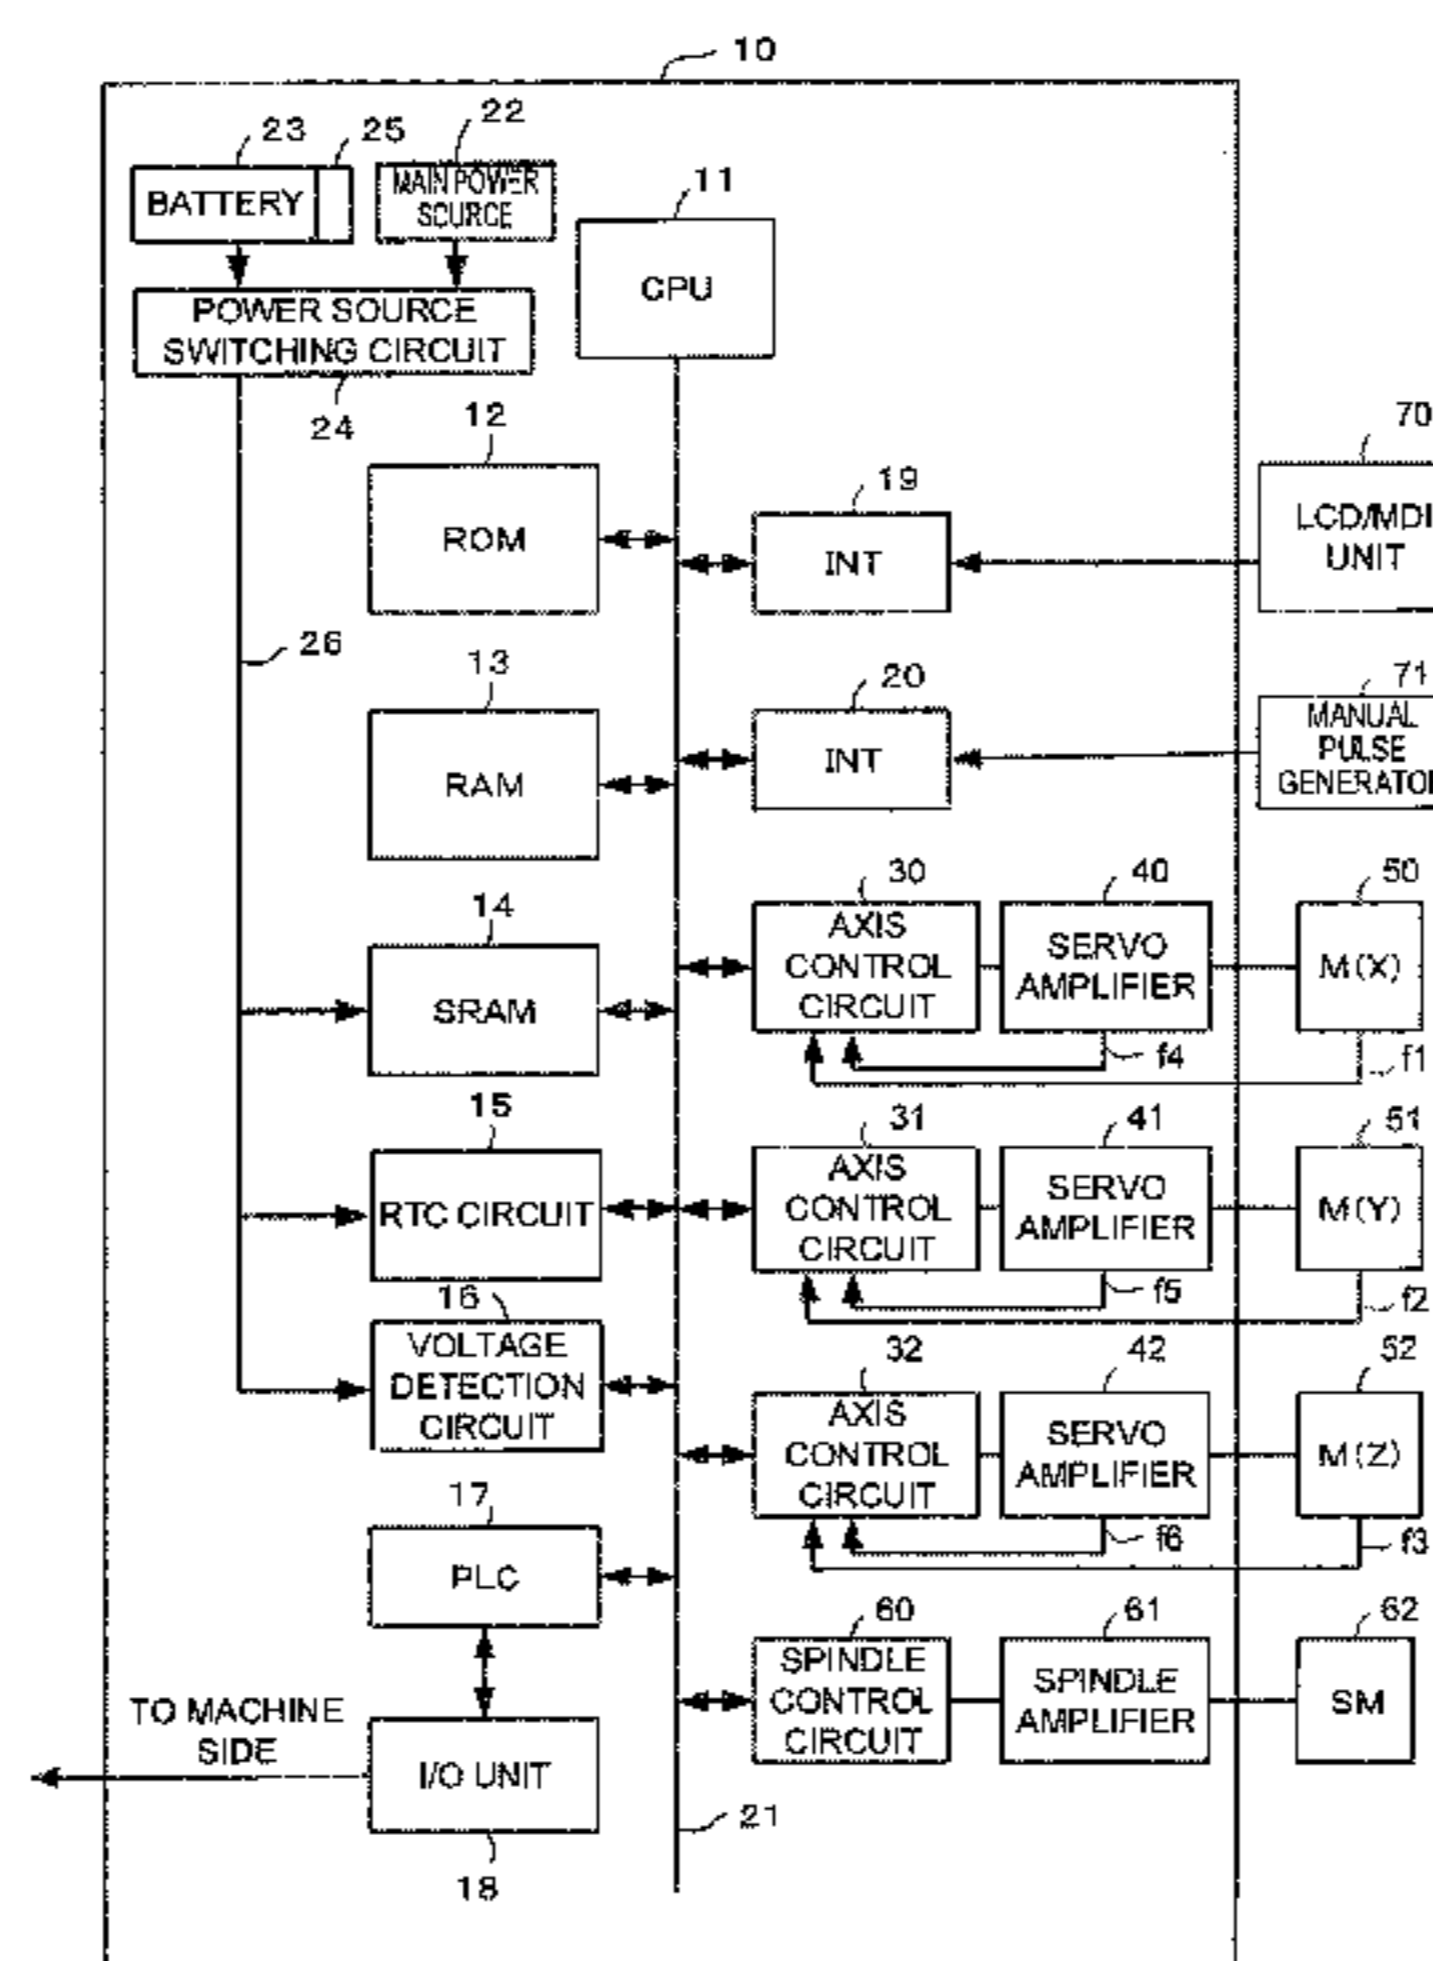 10
23
25
22
BATTERY
MAIN POWER
SOURCE
11
CPU
POWER SOURCE
SWITCHING CIRCUIT
24
12
ROM
19
INT
70
LCD/MDI
UNIT
26
13
RAM
20
INT
71
MANUAL
PULSE
GENERATOR
14
SRAM
30
AXIS
CONTROL
CIRCUIT
40
SERVO
AMPLIFIER
50
M(X)
f4
f1
15
RTC CIRCUIT
31
AXIS
CONTROL
CIRCUIT
41
SERVO
AMPLIFIER
51
M(Y)
f5
f2
16
VOLTAGE
DETECTION
CIRCUIT
32
AXIS
CONTROL
CIRCUIT
42
SERVO
AMPLIFIER
52
M(Z)
f6
f3
17
PLC
60
SPINDLE
CONTROL
CIRCUIT
61
SPINDLE
AMPLIFIER
62
SM
TO MACHINE
SIDE
I/O UNIT
18
21